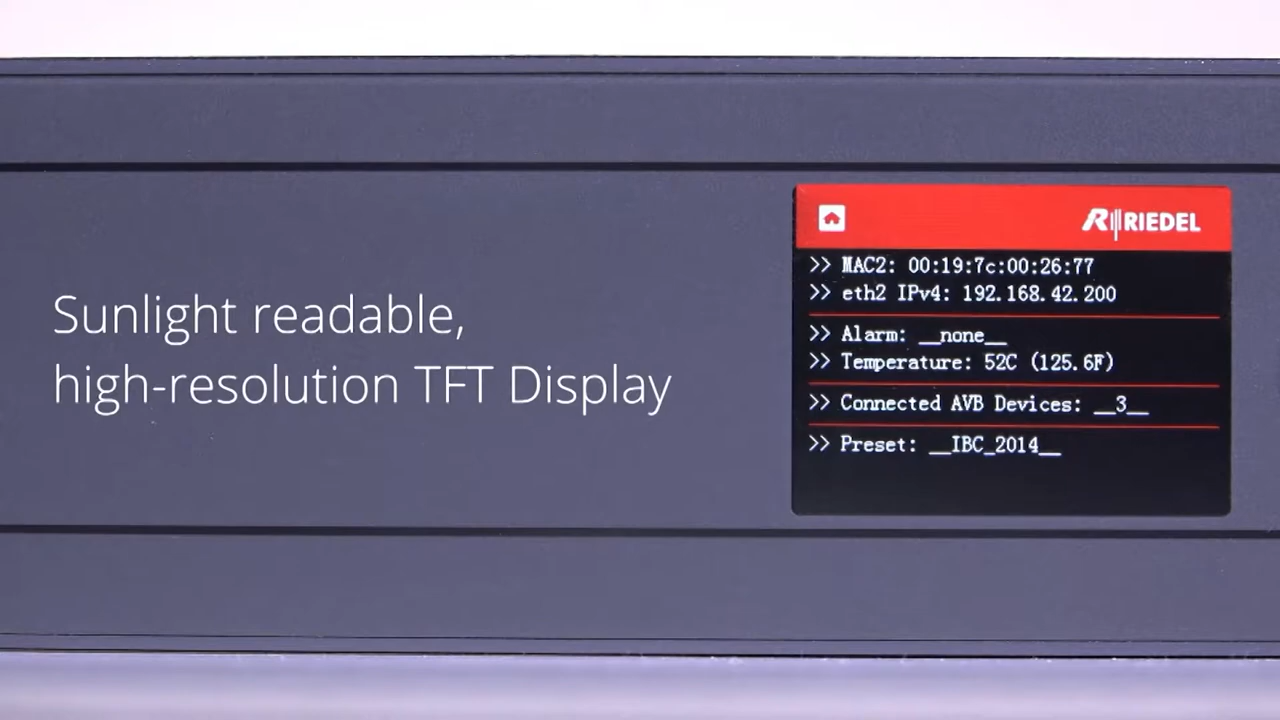 Sunlight readable,
high-resolution TFT Display
RIEDEL
>> MAC2: 00:19:7c:00:26:77
>> eth2 IPv4: 192.168.42.200
>> Alarm: __none__
>> Temperature: 52C (125.6F)
>> Connected AVB Devices: __3__
>> Preset: __IBC_2014__